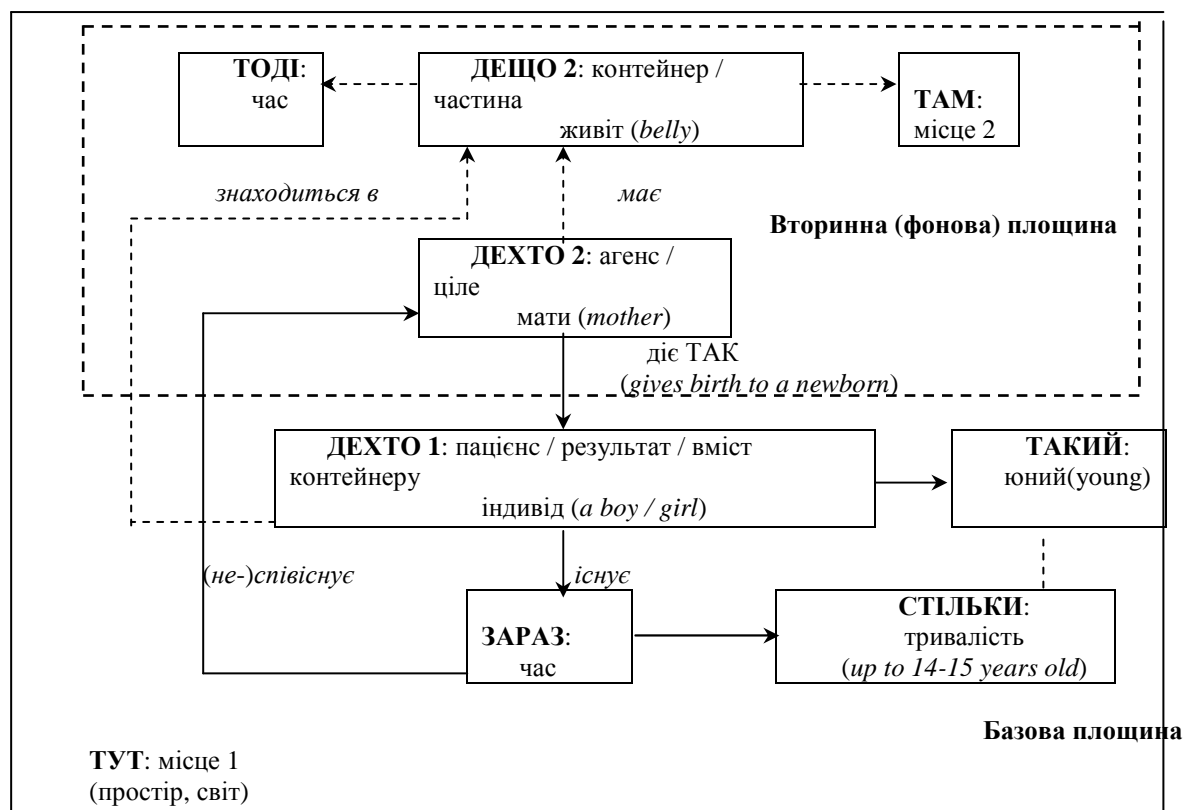 ТОДІ:
час
ДЕЩО 2: контейнер /
частина
живіт (belly)
ТАМ:
місце 2
знаходиться в
має
Вторинна (фонова) площина
ДЕХТО 2: агенс /
ціле
мати (mother)
діє ТАК
(gives birth to a newborn)
ДЕХТО 1: пацієнс / результат / вміст
контейнеру
індивід (a boy / girl)
ТАКИЙ:
юний(young)
(не-)співіснує
існує
ЗАРАЗ:
час
СТІЛЬКИ:
тривалість
(up to 14-15 years old)
Базова площина
ТУТ: місце 1
(простір, світ)